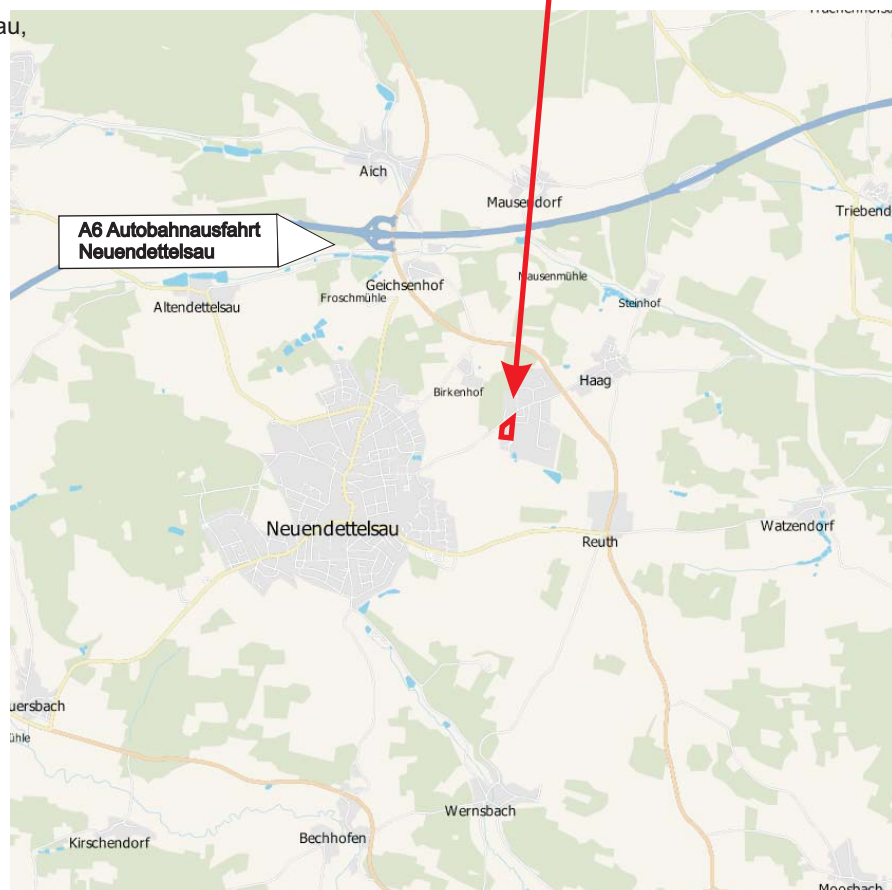 au,
Aich
Mausendorf
Triebend
A6 Autobahnausfahrt
Neuendettelsau
Geichsenhof
Mausenmühle
Froschmühle
Altendettelsau
Steinhof
Haag
Birkenhof
Neuendettelsau
Watzendorf
Reuth
uersbach
ühle
Wernsbach
Bechhofen
Kirschendorf
Moosbach